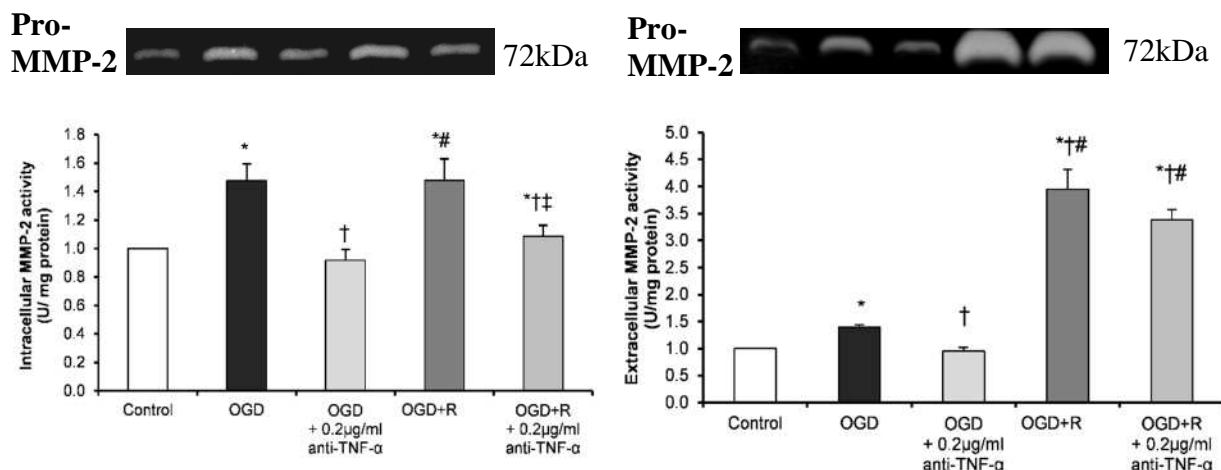 Pro-
MMP-2
72kDa
Intracellular MMP-2 activity
(U/ mg protein)
1.8
1.6
1.4
1.2
1.0
0.8
0.6
0.4
0.2
0.0
*
†
*#
*†‡
Control
OGD
OGD
+ 0.2µg/ml
anti-TNF-α
OGD+R
OGD+R
+ 0.2µg/ml
anti-TNF-α
Pro-
MMP-2
72kDa
Extracellular MMP-2 activity
(U/mg protein)
5.0
4.5
4.0
3.5
3.0
2.5
2.0
1.5
1.0
0.5
0.0
*
†
*†#
*†#
Control
OGD
OGD
+ 0.2µg/ml
anti-TNF-α
OGD+R
OGD+R
+ 0.2µg/ml
anti-TNF-α